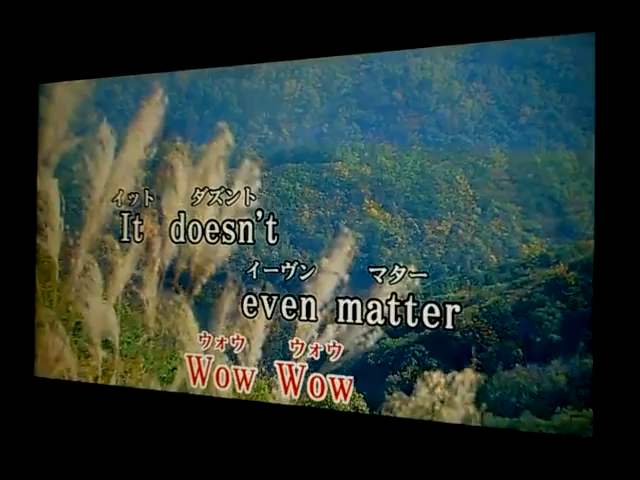 イット ダズント
It doesn't
イーヴン マター
even matter
ウォウ ウォウ
Wow Wow